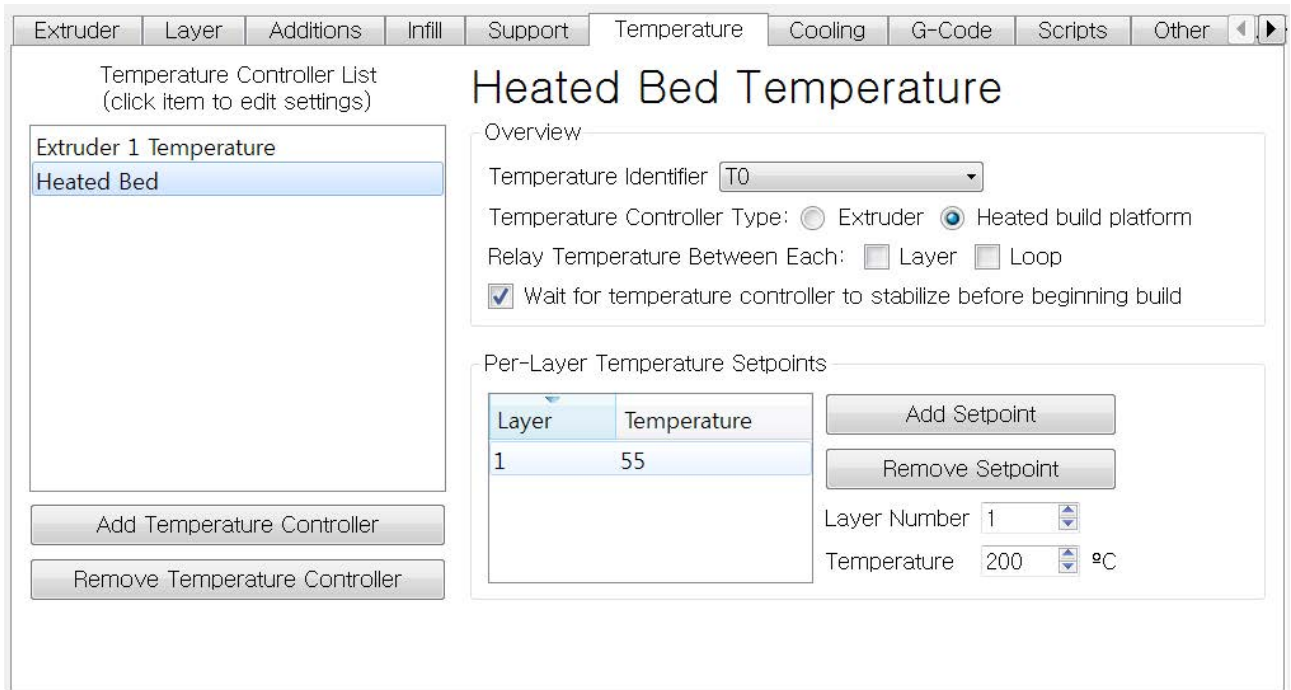 Extruder Layer Additions Infill Support Temperature Cooling G-Code Scripts Other
Temperature Controller List
(click item to edit settings)
Extruder 1 Temperature
Heated Bed
Add Temperature Controller
Remove Temperature Controller
Heated Bed Temperature
Overview
Temperature Identifier T0
Temperature Controller Type: Extruder Heated build platform
Relay Temperature Between Each: Layer Loop
Wait for temperature controller to stabilize before beginning build
Per-Layer Temperature Setpoints
Layer Temperature
1 55
Add Setpoint
Remove Setpoint
Layer Number 1
Temperature 200 ºC